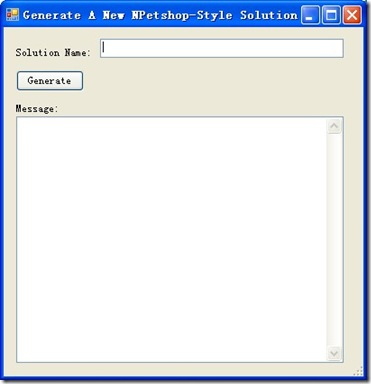 Generate A New NPetshop-Style Solution
Solution Name:
Generate
Message: